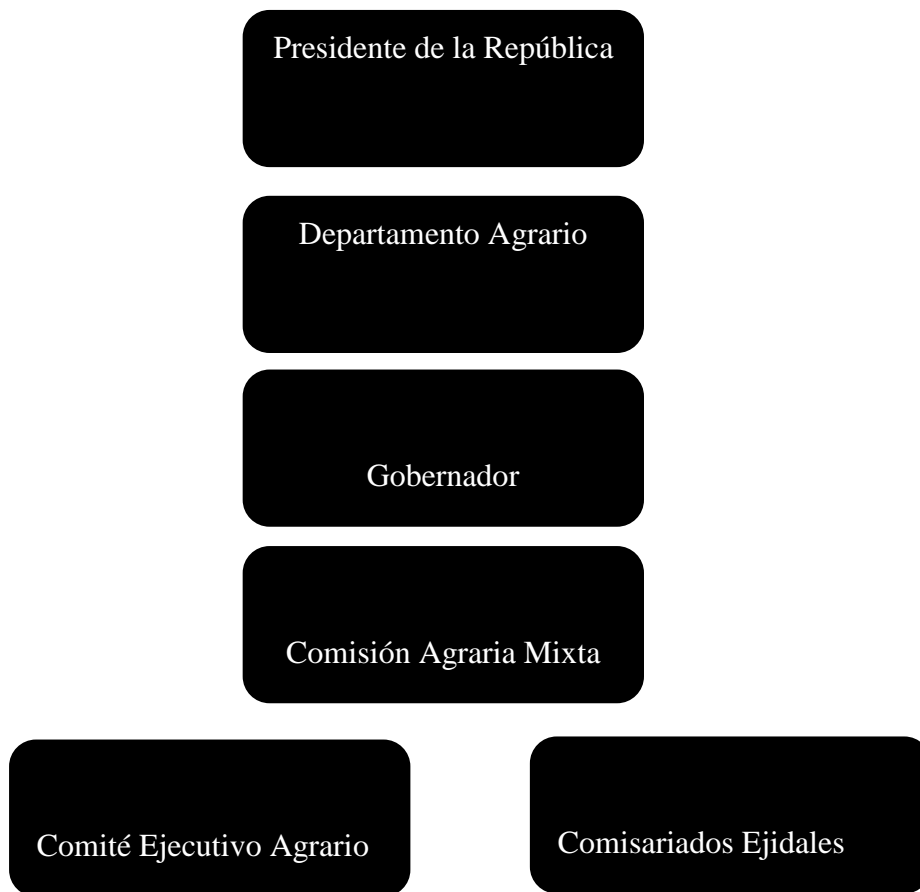 Presidente de la República
Departamento Agrario
Gobernador
Comisión Agraria Mixta
Comité Ejecutivo Agrario
Comisariados Ejidales